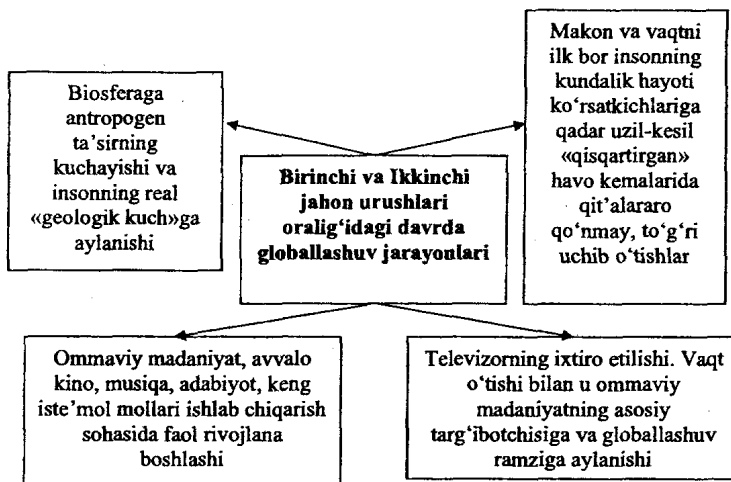 Biosferaga
antropogen
ta’sirning
kuchayishi va
insonning real
«geologik kuch»ga
aylanishi
Makon va vaqtni
ilk bor insonning
kundalik hayoti
ko‘rsatkichlariga
qadar uzil-kesil
«qisqartirgan»
havo kemalarida
qit’alararo
qo‘nmay, to‘g‘ri
uchib o‘tishlar
Birinchi va Ikkinchi
jahon urushlari
oralig‘idagi davrda
globallashuv jarayonlari
Ommaviy madaniyat, avvalo
kino, musiqa, adabiyot, keng
iste’mol mollari ishlab chiqarish
sohasida faol rivojlana
boshlashi
Televizorning ixtiro etilishi. Vaqt
o‘tishi bilan u ommaviy
madaniyatning asosiy
targ‘ibotchisiga va globallashuv
ramziga aylanishi